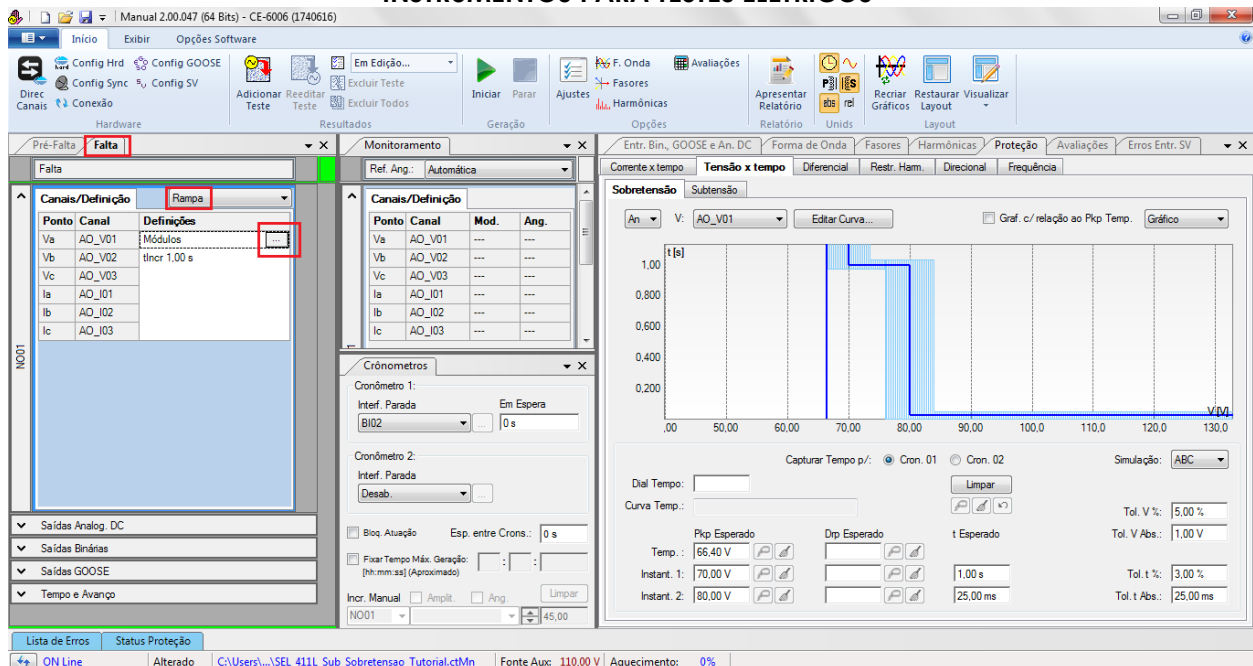 INSTRUMENTOS PARA TESTES ELÉTRICOS
Manual 2.00.047 (64 Bits) - CE-6006 (1740616)
Início Exibir Opções Software
Direc Canais
Config Hrd Config GOOSE
Config Sync Config SV
Conexão
Hardware
Adicionar Teste
Reeditar Teste
Em Edição...
Excluir Teste
Excluir Todos
Resultados
Iniciar Parar
Geração
Ajustes
F. Onda Avaliações
Fasores
Harmônicas
Opções
Apresentar Relatório
Relatório
abs rel
Unids
Recriar Gráficos
Restaurar Layout
Visualizar
Layout
Pré-Falta Falta
Falta
Canais/Definição Rampa
Ponto Canal Definições
Va AO_V01 Módulos ...
Vb AO_V02 tIncr 1,00 s
Vc AO_V03
Ia AO_I01
Ib AO_I02
Ic AO_I03
NO01
Saídas Analog. DC
Saídas Binárias
Saídas GOOSE
Tempo e Avanço
Monitoramento
Ref. Ang.: Automática
Canais/Definição
Ponto Canal Mod. Ang.
Va AO_V01 --- ---
Vb AO_V02 --- ---
Vc AO_V03 --- ---
Ia AO_I01 --- ---
Ib AO_I02 --- ---
Ic AO_I03 --- ---
Crônometros
Cronômetro 1:
Interf. Parada Em Espera
BI02 ... 0 s
Cronômetro 2:
Interf. Parada
Desab. ...
Bloq. Atuação Esp. entre Crons.: 0 s
Fixar Tempo Máx. Geração: : :
[hh:mm:ss] (Aproximado)
Incr. Manual Amplit. Ang. Limpar
NO01 45,00
Entr. Bin., GOOSE e An. DC Forma de Onda Fasores Harmônicas Proteção Avaliações Erros Entr. SV
Corrente x tempo Tensão x tempo Diferencial Restr. Harm. Direcional Frequência
Sobretensão Subtensão
An V: AO_V01 Editar Curva... Graf. c/ relação ao Pkp Temp. Gráfico
t [s]
1,00
0,800
0,600
0,400
0,200
V [V]
,00 50,00 60,00 70,00 80,00 90,00 100,0 110,0 120,0 130,0
Capturar Tempo p/: Cron. 01 Cron. 02 Simulação: ABC
Dial Tempo: Limpar
Curva Temp.: Tol. V %: 5,00 %
Pkp Esperado Drp Esperado t Esperado Tol. V Abs.: 1,00 V
Temp. : 66,40 V
Instant. 1: 70,00 V 1,00 s Tol. t %: 3,00 %
Instant. 2: 80,00 V 25,00 ms Tol. t Abs.: 25,00 ms
Lista de Erros Status Proteção
ON Line Alterado C:\Users\...\SEL_411L_Sub_Sobretensao_Tutorial.ctMn Fonte Aux: 110,00 V Aquecimento: 0%